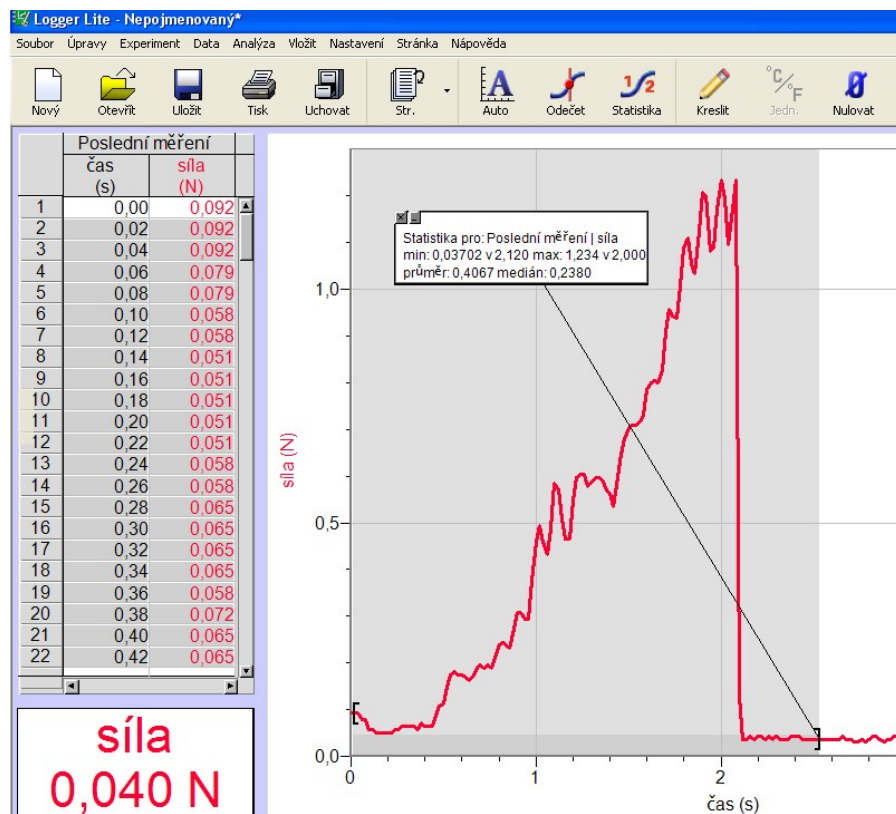 Logger Lite - Nepojmenovaný*
Soubor Úpravy Experiment Data Analýza Vložit Nastavení Stránka Nápověda
Nový Otevřít Uložit Tisk Uchovat Str. Auto Odečet Statistika Kreslit °C/°F Jedn. Nulovat
Poslední měření
čas síla
(s) (N)
1 0,00 0,092
2 0,02 0,092
3 0,04 0,092
4 0,06 0,079
5 0,08 0,079
6 0,10 0,058
7 0,12 0,058
8 0,14 0,051
9 0,16 0,051
10 0,18 0,051
11 0,20 0,051
12 0,22 0,051
13 0,24 0,058
14 0,26 0,058
15 0,28 0,065
16 0,30 0,065
17 0,32 0,065
18 0,34 0,065
19 0,36 0,058
20 0,38 0,072
21 0,40 0,065
22 0,42 0,065
síla
0,040 N
Statistika pro: Poslední měření | síla
min: 0,03702 v 2,120 max: 1,234 v 2,000
průměr: 0,4067 medián: 0,2380
síla (N)
1,0
0,5
0,0
0 1 2
čas (s)